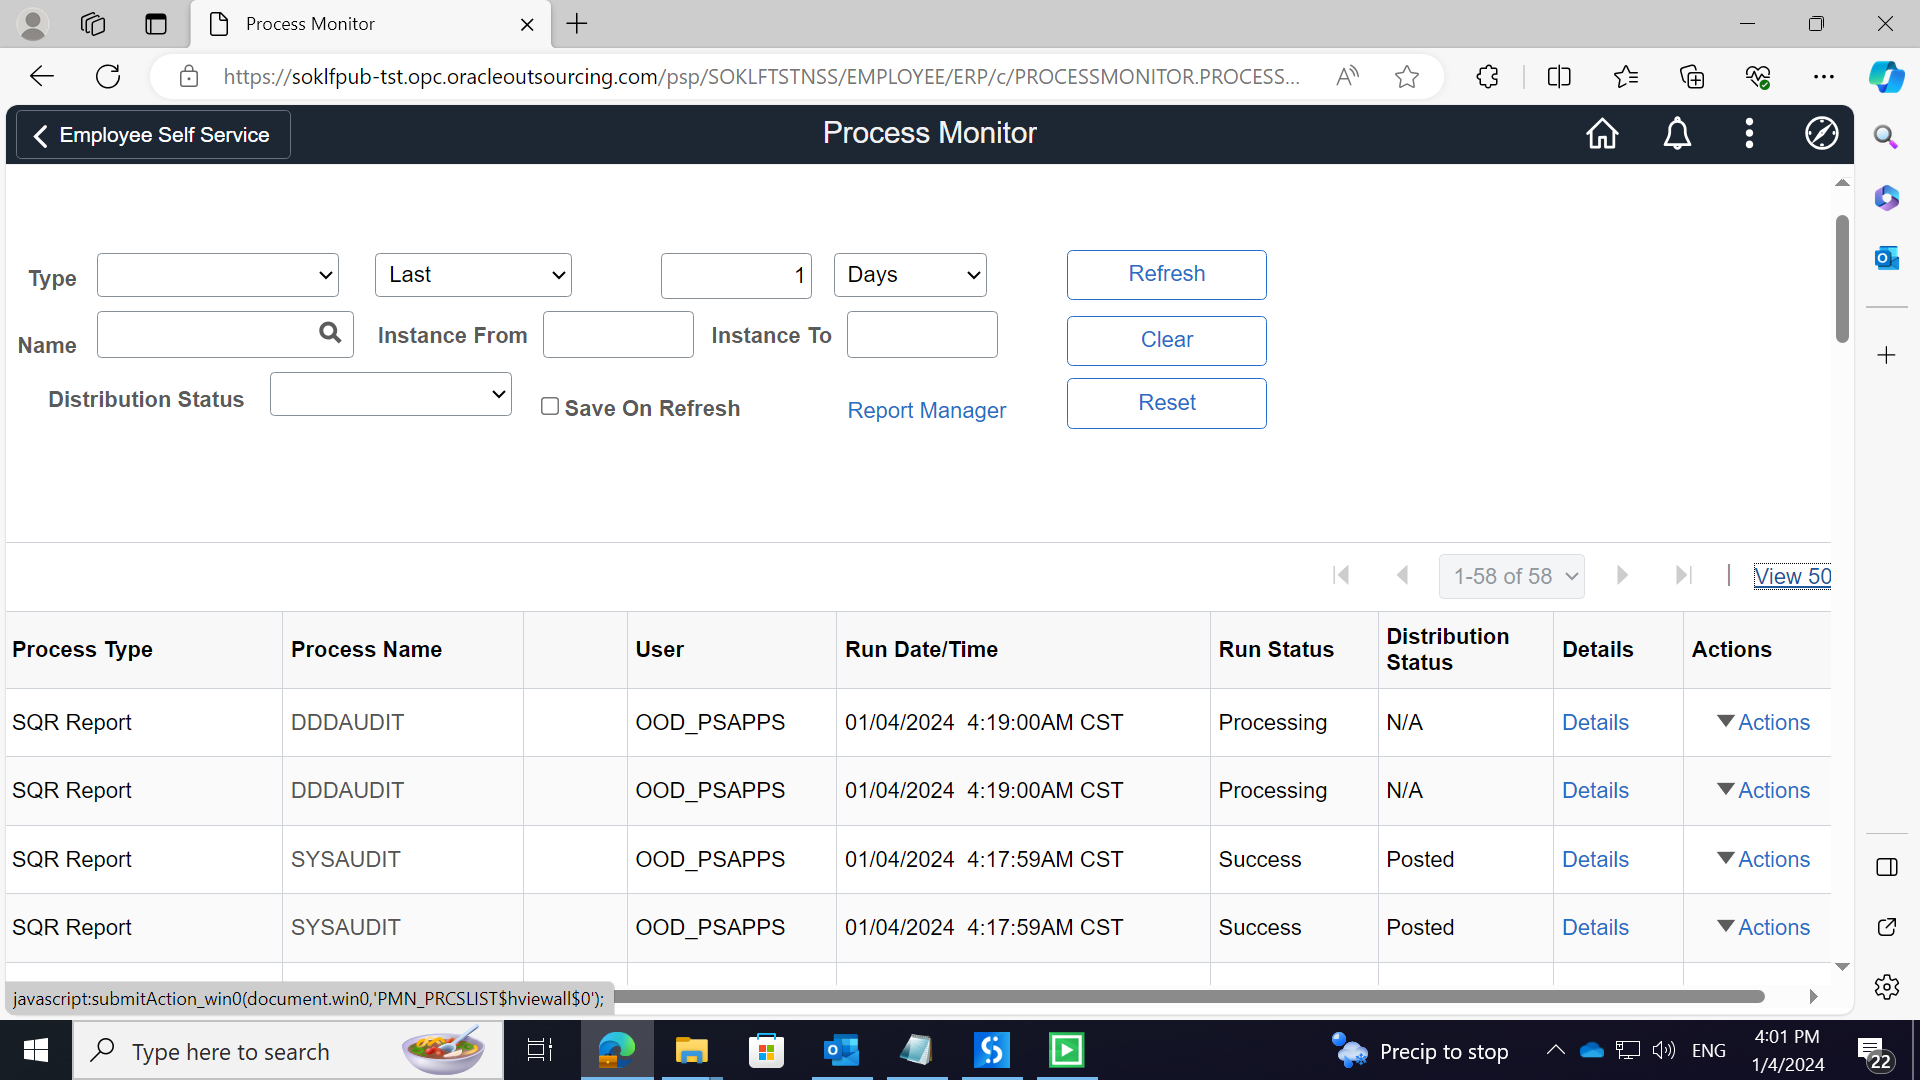 Process Monitor
https://soklfpub-tst.opc.oracleoutsourcing.com/psp/SOKLFTSTNSS/EMPLOYEE/ERP/c/PROCESSMONITOR.PROCESS...
Employee Self Service
Process Monitor
Type
Last
1
Days
Refresh
Name
Instance From
Instance To
Clear
Distribution Status
Save On Refresh
Report Manager
Reset
1-58 of 58
| View 50
Process Type Process Name User Run Date/Time Run Status Distribution Status Details Actions
SQR Report DDDAUDIT OOD_PSAPPS 01/04/2024 4:19:00AM CST Processing N/A Details Actions
SQR Report DDDAUDIT OOD_PSAPPS 01/04/2024 4:19:00AM CST Processing N/A Details Actions
SQR Report SYSAUDIT OOD_PSAPPS 01/04/2024 4:17:59AM CST Success Posted Details Actions
SQR Report SYSAUDIT OOD_PSAPPS 01/04/2024 4:17:59AM CST Success Posted Details Actions
javascript:submitAction_win0(document.win0,'PMN_PRCSLIST$hviewall$0');
Type here to search
Precip to stop
ENG
4:01 PM
1/4/2024
22